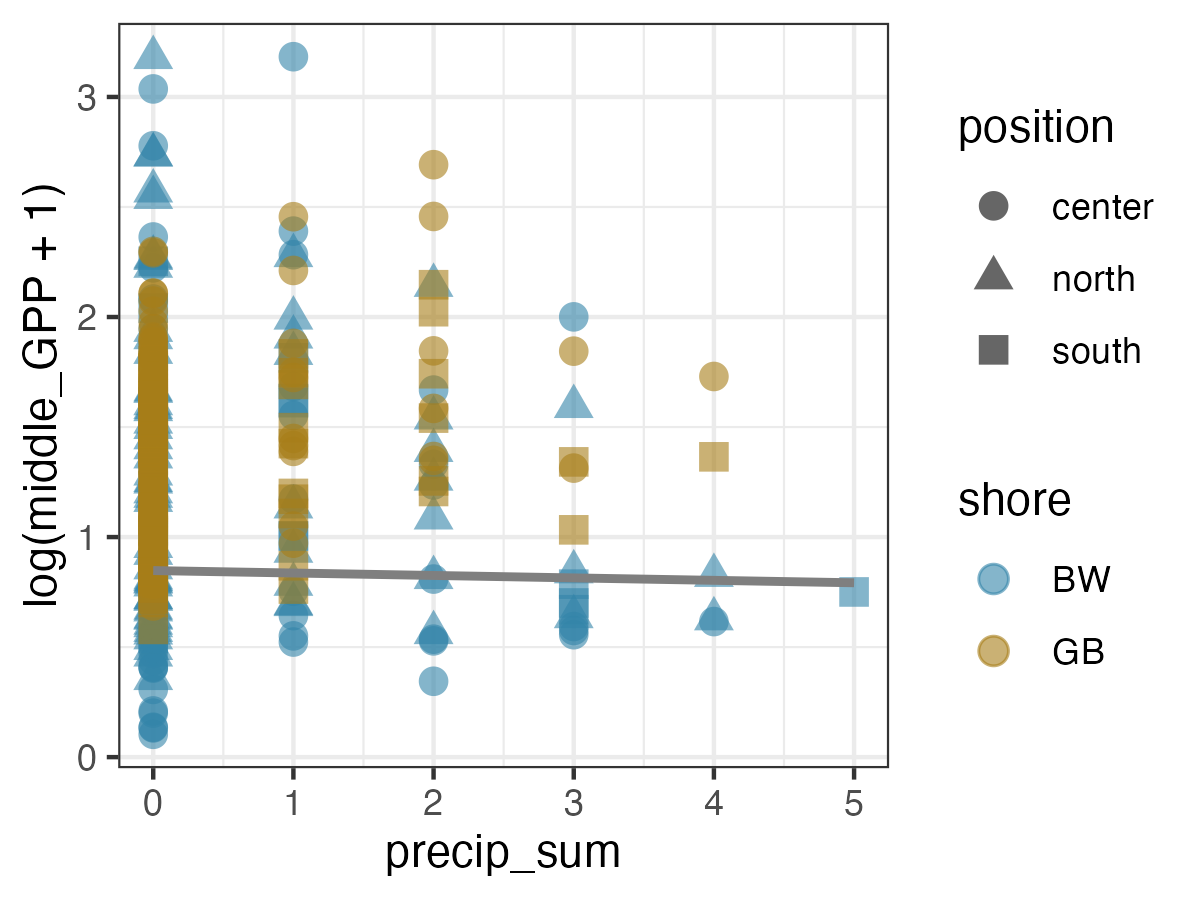 log(middle_GPP + 1)
3
2
1
0
0 1 2 3 4 5
precip_sum
position
center
north
south
shore
BW
GB